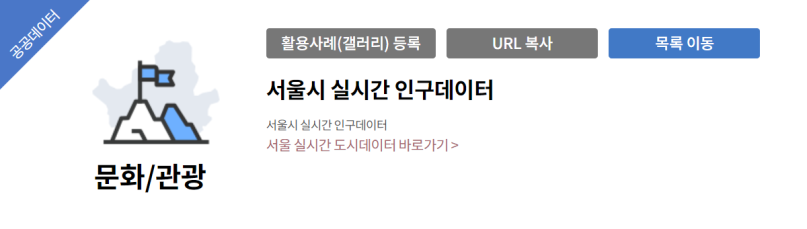 공공데이터
활용사례(갤러리) 등록
URL 복사
목록 이동
서울시 실시간 인구데이터
서울시 실시간 인구데이터
서울 실시간 도시데이터 바로가기 >
문화/관광